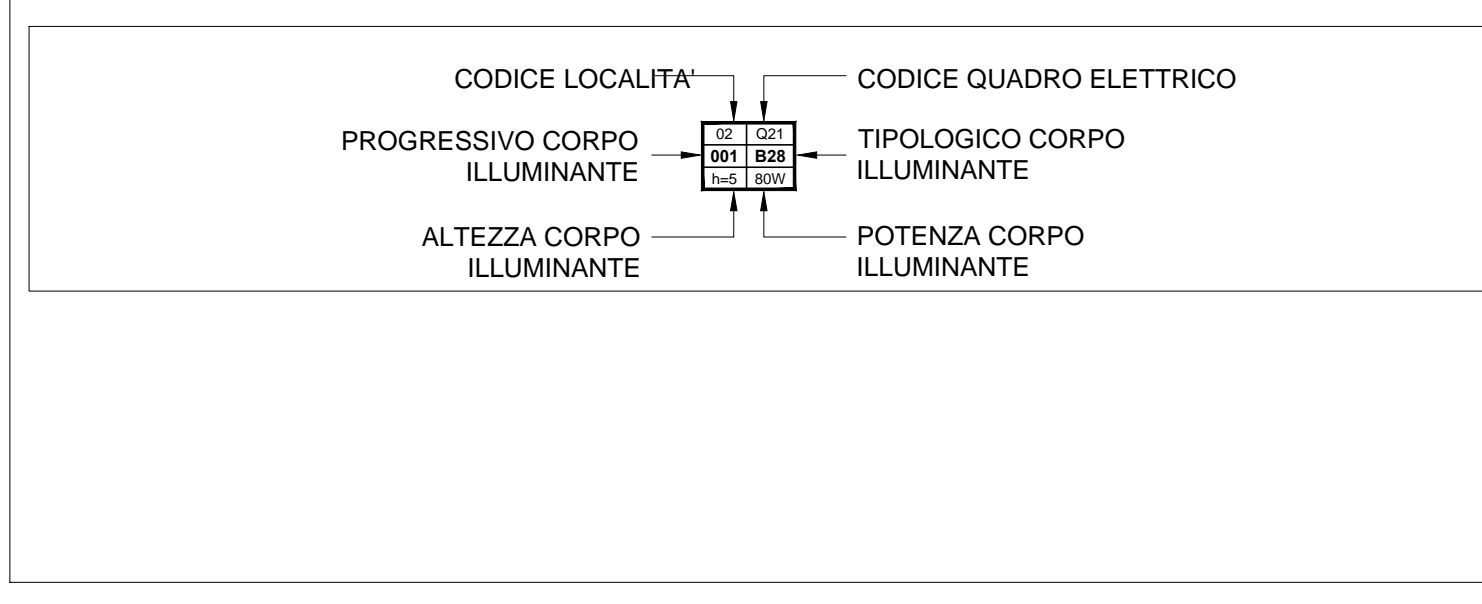 CODICE LOCALITA'
CODICE QUADRO ELETTRICO
PROGRESSIVO CORPO
ILLUMINANTE
02 Q21
001 B28
h=5 80W
TIPOLOGICO CORPO
ILLUMINANTE
ALTEZZA CORPO
ILLUMINANTE
POTENZA CORPO
ILLUMINANTE